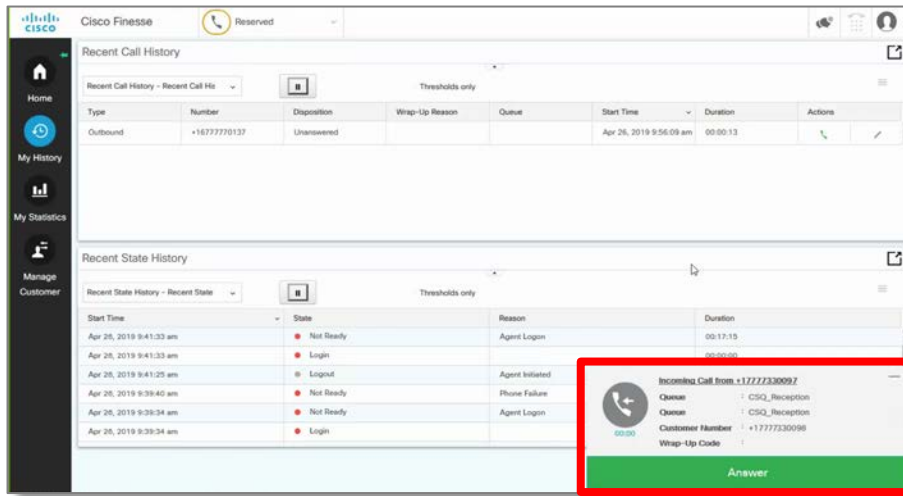 CISCO
Cisco Finesse
Reserved
Home
My History
My Statistics
Manage
Customer
Recent Call History
Recent Call History - Recent Call His
Thresholds only
Type Number Disposition Wrap-Up Reason Queue Start Time Duration Actions
Outbound +16777770137 Unanswered Apr 26, 2019 9:56:09 am 00:00:13
Recent State History
Recent State History - Recent State
Thresholds only
Start Time State Reason Duration
Apr 26, 2019 9:41:33 am Not Ready Agent Logon 00:17:15
Apr 26, 2019 9:41:33 am Login 00:00:00
Apr 26, 2019 9:41:25 am Logout Agent Initiated
Apr 26, 2019 9:39:40 am Not Ready Phone Failure
Apr 26, 2019 9:39:34 am Not Ready Agent Logon
Apr 26, 2019 9:39:34 am Login
Incoming Call from +17777330097
Queue : CSQ_Reception
Queue : CSQ_Reception
Customer Number : +17777330098
Wrap-Up Code :
00:00
Answer